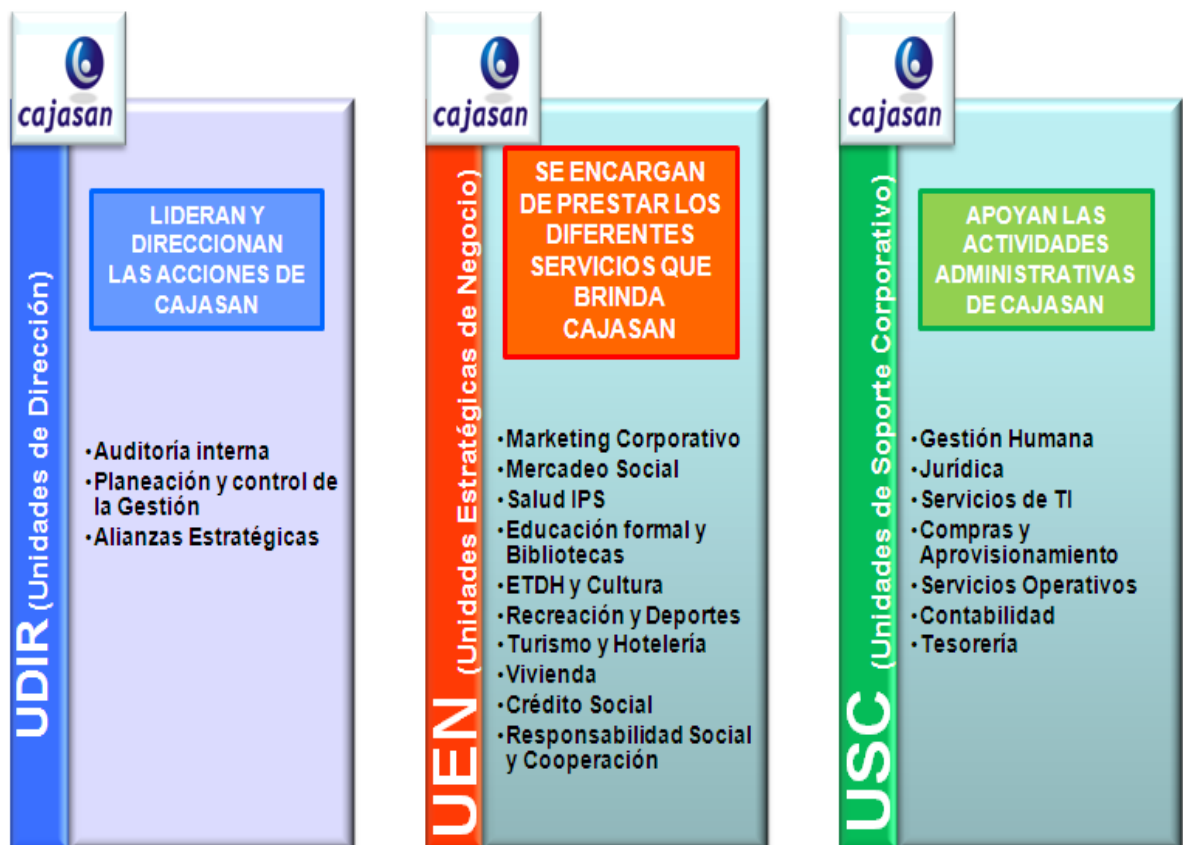 cajasan
UDIR (Unidades de Dirección)
LIDERAN Y
DIRECCIONAN
LAS ACCIONES DE
CAJASAN
•Auditoría interna
•Planeación y control de
la Gestión
•Alianzas Estratégicas
cajasan
UEN (Unidades Estratégicas de Negocio)
SE ENCARGAN
DE PRESTAR LOS
DIFERENTES
SERVICIOS QUE
BRINDA
CAJASAN
•Marketing Corporativo
•Mercadeo Social
•Salud IPS
•Educación formal y
Bibliotecas
•ETDH y Cultura
•Recreación y Deportes
•Turismo y Hotelería
•Vivienda
•Crédito Social
•Responsabilidad Social
y Cooperación
cajasan
USC (Unidades de Soporte Corporativo)
APOYAN LAS
ACTIVIDADES
ADMINISTRATIVAS
DE CAJASAN
•Gestión Humana
•Jurídica
•Servicios de TI
•Compras y
Aprovisionamiento
•Servicios Operativos
•Contabilidad
•Tesorería